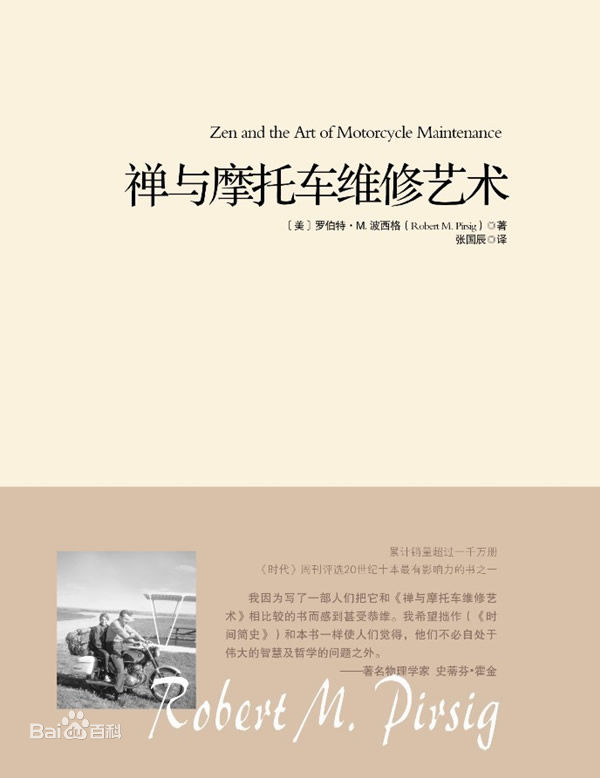 Zen and the Art of Motorcycle Maintenance
禅与摩托车维修艺术
〔美〕罗伯特·M. 波西格（Robert M. Pirsig）◎著
张国辰◎译
累计销量超过一千万册
《时代》周刊评选20世纪十本最有影响力的书之一
我因为写了一部人们把它和《禅与摩托车维修艺
术》相比较的书而感到甚受恭维。我希望拙作（《时
间简史》）和本书一样使人们觉得，他们不必自处于
伟大的智慧及哲学的问题之外。
——著名物理学家 史蒂芬·霍金
Robert M. Pirsig
Bai百科